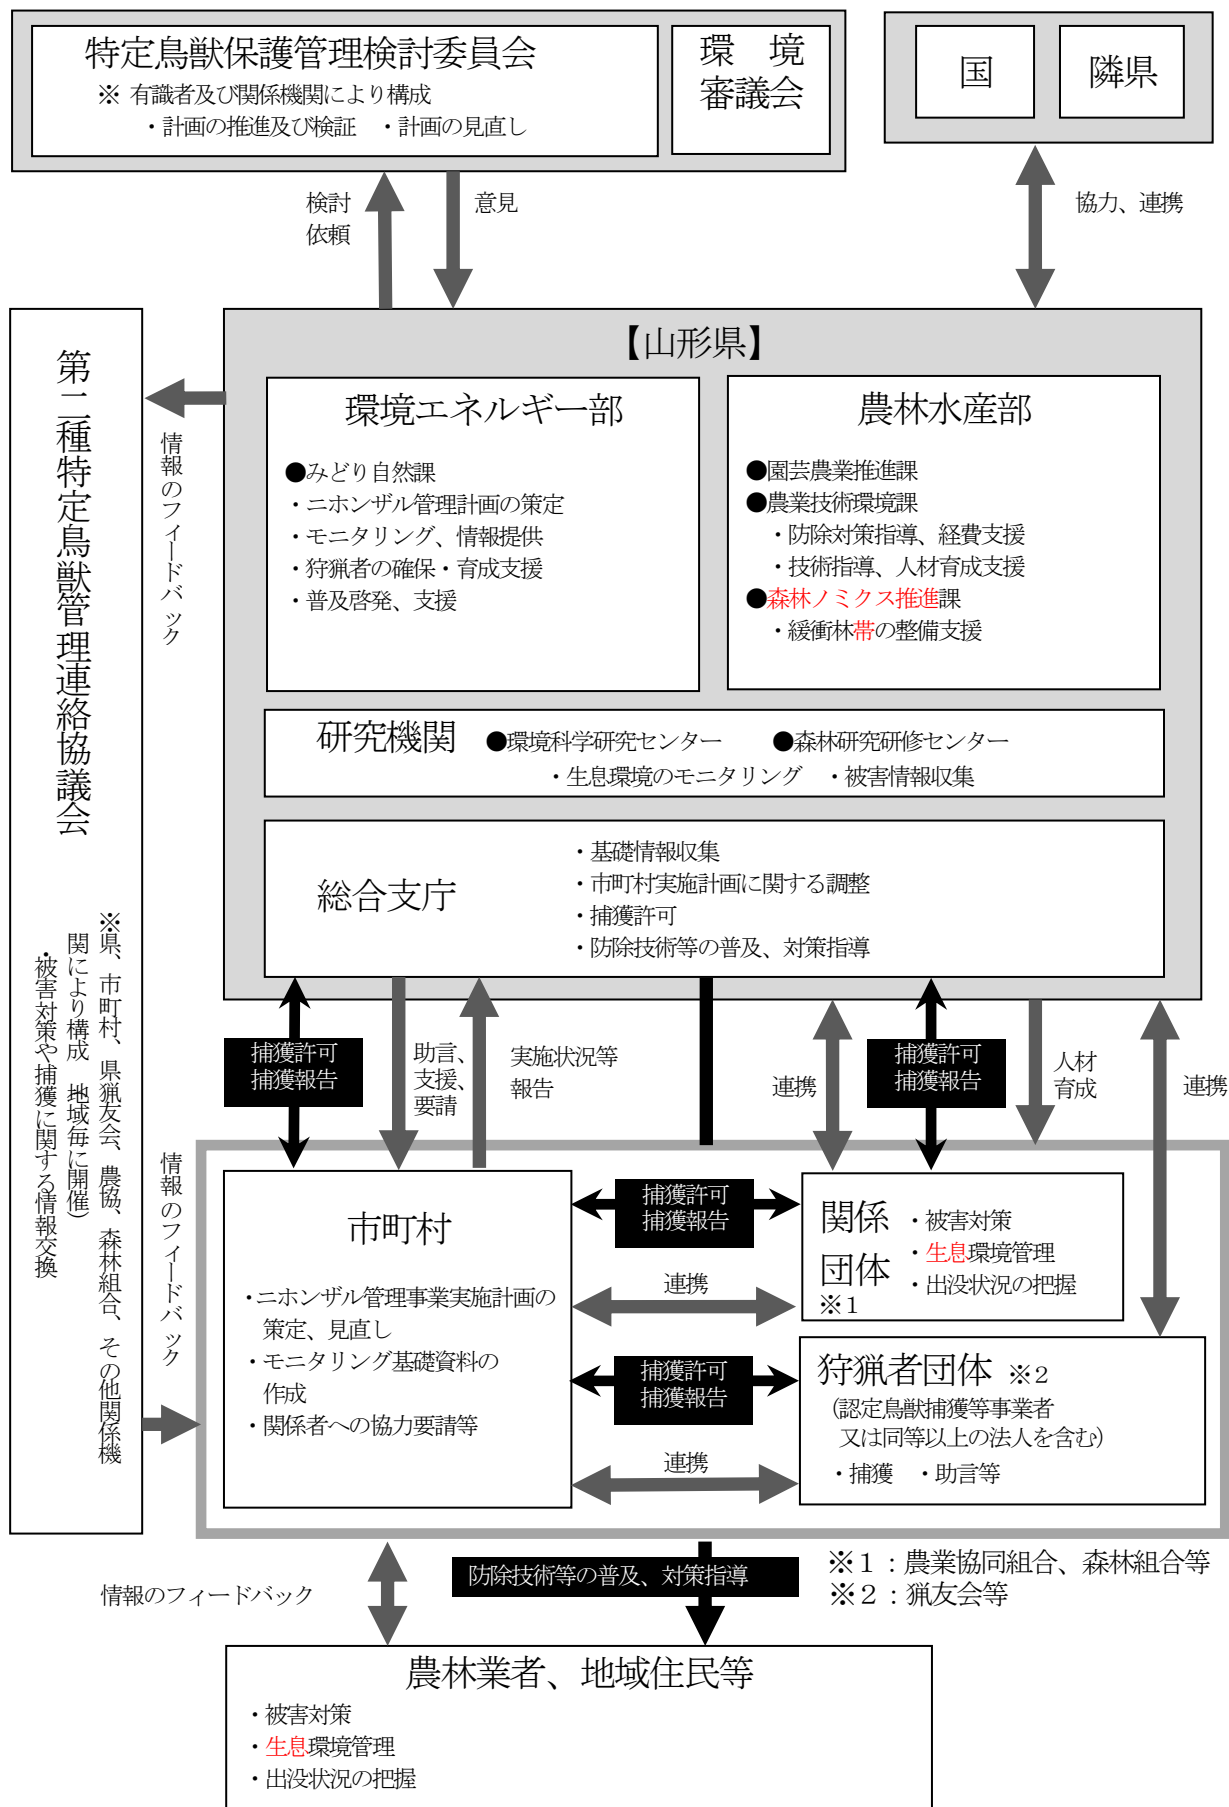 特定鳥獣保護管理検討委員会
※ 有識者及び関係機関により構成
・計画の推進及び検証 ・計画の見直し
環 境
審議会
国
隣県
検討
依頼
意見
協力、連携
第二種特定鳥獣管理連絡協議会
※県、市町村、県猟友会、農協、森林組合、その他関係機
関により構成 地域毎に開催）
・被害対策や捕獲に関する情報交換
情報のフィードバック
【山形県】
環境エネルギー部
●みどり自然課
・ニホンザル管理計画の策定
・モニタリング、情報提供
・狩猟者の確保・育成支援
・普及啓発、支援
農林水産部
●園芸農業推進課
●農業技術環境課
・防除対策指導、経費支援
・技術指導、人材育成支援
●森林ノミクス推進課
・緩衝林帯の整備支援
研究機関 ●環境科学研究センター ●森林研究研修センター
・生息環境のモニタリング ・被害情報収集
総合支庁
・基礎情報収集
・市町村実施計画に関する調整
・捕獲許可
・防除技術等の普及、対策指導
捕獲許可
捕獲報告
助言、
支援、
要請
実施状況等
報告
連携
捕獲許可
捕獲報告
人材
育成
連携
情報のフィードバック
市町村
・ニホンザル管理事業実施計画の
策定、見直し
・モニタリング基礎資料の
作成
・関係者への協力要請等
捕獲許可
捕獲報告
連携
捕獲許可
捕獲報告
連携
関係
団体
※1
・被害対策
・生息環境管理
・出没状況の把握
狩猟者団体 ※2
（認定鳥獣捕獲等事業者
又は同等以上の法人を含む）
・捕獲 ・助言等
情報のフィードバック
防除技術等の普及、対策指導
※１：農業協同組合、森林組合等
※２：猟友会等
農林業者、地域住民等
・被害対策
・生息環境管理
・出没状況の把握